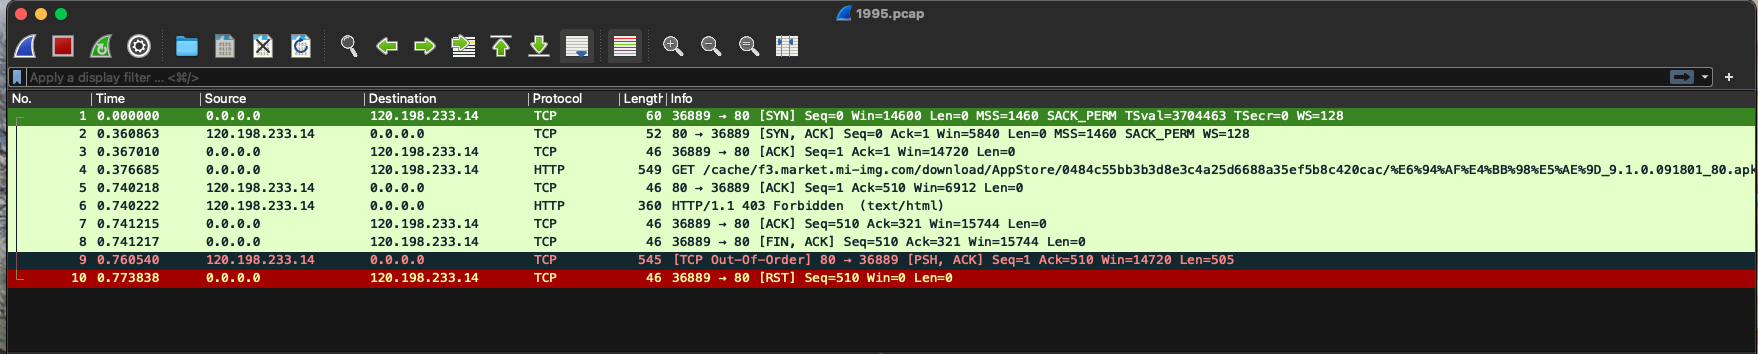 1995.pcap
Apply a display filter ... <⌘/>
No. Time Source Destination Protocol Length Info
1 0.000000 0.0.0.0 120.198.233.14 TCP 60 36889 → 80 [SYN] Seq=0 Win=14600 Len=0 MSS=1460 SACK_PERM TSval=3704463 TSecr=0 WS=128
2 0.360863 120.198.233.14 0.0.0.0 TCP 52 80 → 36889 [SYN, ACK] Seq=0 Ack=1 Win=5840 Len=0 MSS=1460 SACK_PERM WS=128
3 0.367010 0.0.0.0 120.198.233.14 TCP 46 36889 → 80 [ACK] Seq=1 Ack=1 Win=14720 Len=0
4 0.376685 0.0.0.0 120.198.233.14 HTTP 549 GET /cache/f3.market.mi-img.com/download/AppStore/0484c55bb3b3d8e3c4a25d6688a35ef5b8c420cac/%E6%94%AF%E4%BB%98%E5%AE%9D_9.1.0.091801_80.apk
5 0.740218 120.198.233.14 0.0.0.0 TCP 46 80 → 36889 [ACK] Seq=1 Ack=510 Win=6912 Len=0
6 0.740222 120.198.233.14 0.0.0.0 HTTP 360 HTTP/1.1 403 Forbidden (text/html)
7 0.741215 0.0.0.0 120.198.233.14 TCP 46 36889 → 80 [ACK] Seq=510 Ack=321 Win=15744 Len=0
8 0.741217 0.0.0.0 120.198.233.14 TCP 46 36889 → 80 [FIN, ACK] Seq=510 Ack=321 Win=15744 Len=0
9 0.760540 120.198.233.14 0.0.0.0 TCP 545 [TCP Out-Of-Order] 80 → 36889 [PSH, ACK] Seq=1 Ack=510 Win=14720 Len=505
10 0.773838 0.0.0.0 120.198.233.14 TCP 46 36889 → 80 [RST] Seq=510 Win=0 Len=0